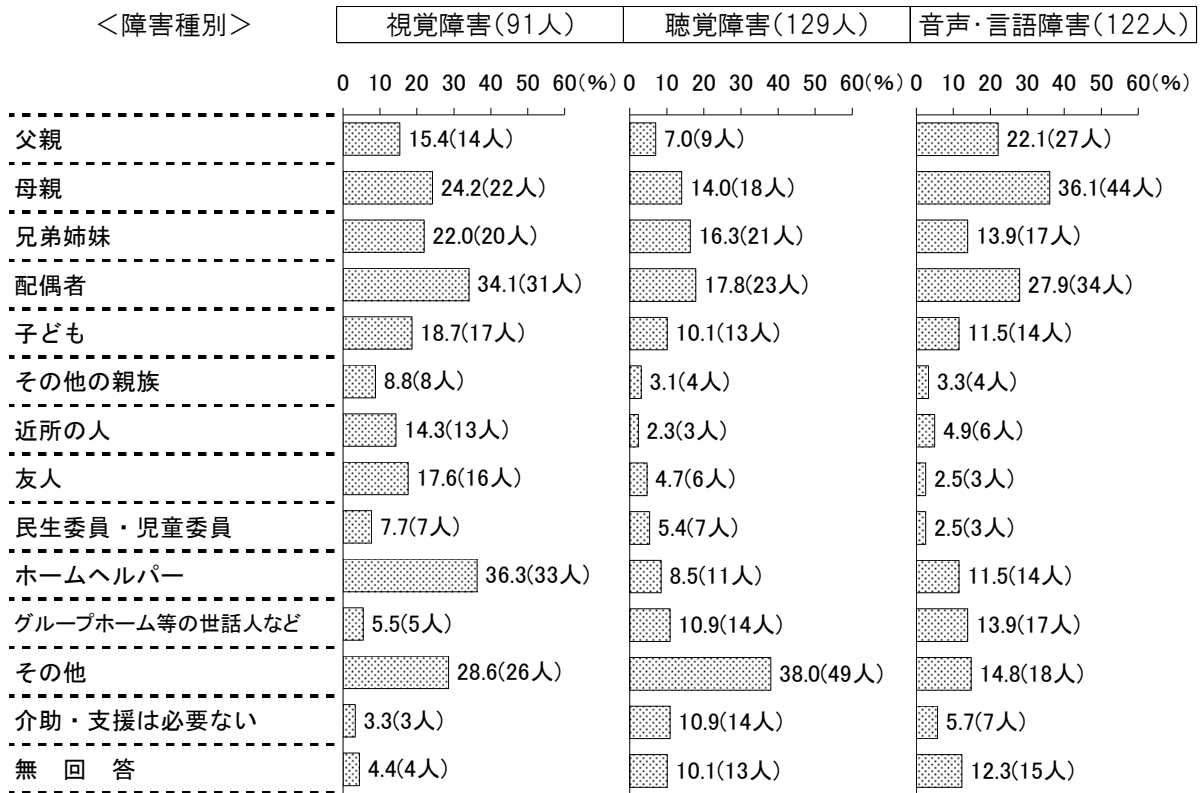 ＜障害種別＞ 視覚障害(91人) 聴覚障害(129人) 音声・言語障害(122人)
0 10 20 30 40 50 60(%) 0 10 20 30 40 50 60(%) 0 10 20 30 40 50 60(%)
父親 15.4(14人) 7.0(9人) 22.1(27人)
母親 24.2(22人) 14.0(18人) 36.1(44人)
兄弟姉妹 22.0(20人) 16.3(21人) 13.9(17人)
配偶者 34.1(31人) 17.8(23人) 27.9(34人)
子ども 18.7(17人) 10.1(13人) 11.5(14人)
その他の親族 8.8(8人) 3.1(4人) 3.3(4人)
近所の人 14.3(13人) 2.3(3人) 4.9(6人)
友人 17.6(16人) 4.7(6人) 2.5(3人)
民生委員・児童委員 7.7(7人) 5.4(7人) 2.5(3人)
ホームヘルパー 36.3(33人) 8.5(11人) 11.5(14人)
グループホーム等の世話人など 5.5(5人) 10.9(14人) 13.9(17人)
その他 28.6(26人) 38.0(49人) 14.8(18人)
介助・支援は必要ない 3.3(3人) 10.9(14人) 5.7(7人)
無　回　答 4.4(4人) 10.1(13人) 12.3(15人)